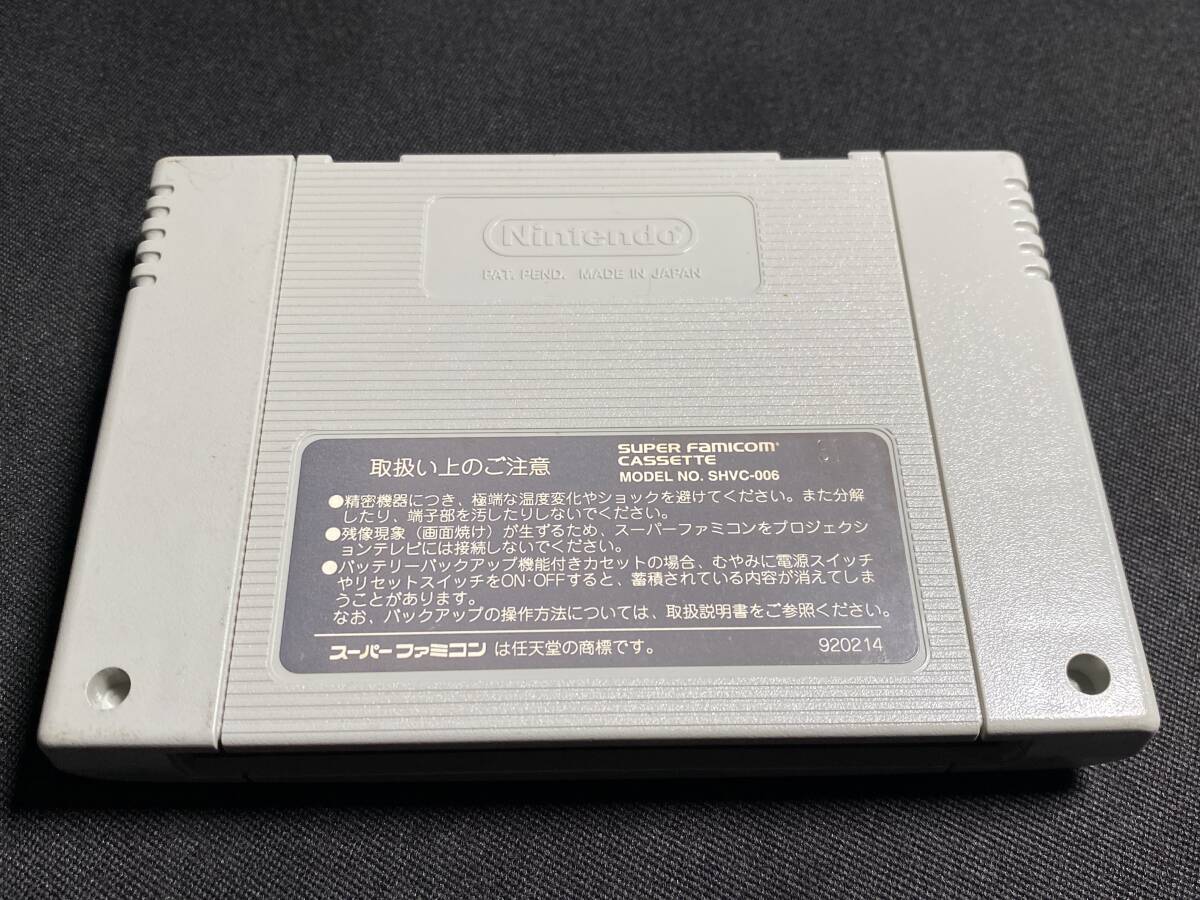 Nintendo®
PAT. PEND. MADE IN JAPAN
取扱い上のご注意
SUPER FAMICOM®
CASSETTE
MODEL NO. SHVC-006
●精密機器につき、極端な温度変化やショックを避けてください。また分解
したり、端子部を汚したりしないでください。
●残像現象（画面焼け）が生ずるため、スーパーファミコンをプロジェクシ
ョンテレビには接続しないでください。
●バッテリーバックアップ機能付きカセットの場合、むやみに電源スイッチ
やリセットスイッチをON·OFFすると、蓄積されている内容が消えてしま
うことがあります。
なお、バックアップの操作方法については、取扱説明書をご参照ください。
スーパーファミコン は任天堂の商標です。
920214